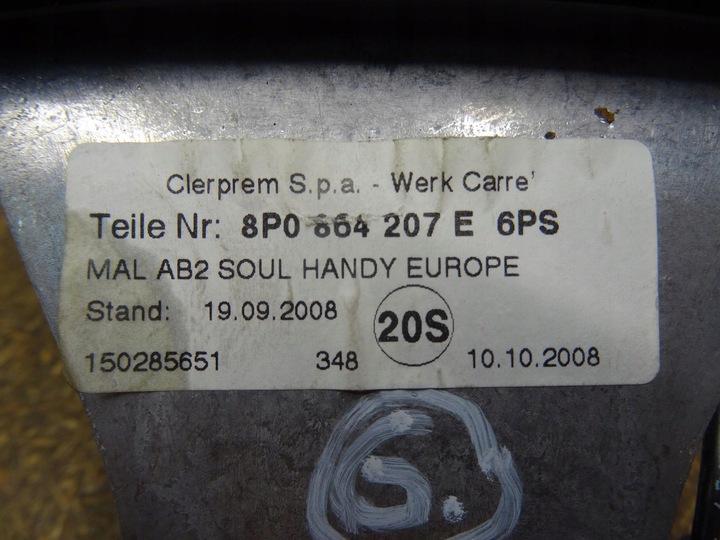 Clerprem S.p.a. - Werk Carre'
Teile Nr: 8P0 864 207 E 6PS
MAL AB2 SOUL HANDY EUROPE
Stand: 19.09.2008 20S
150285651 348 10.10.2008